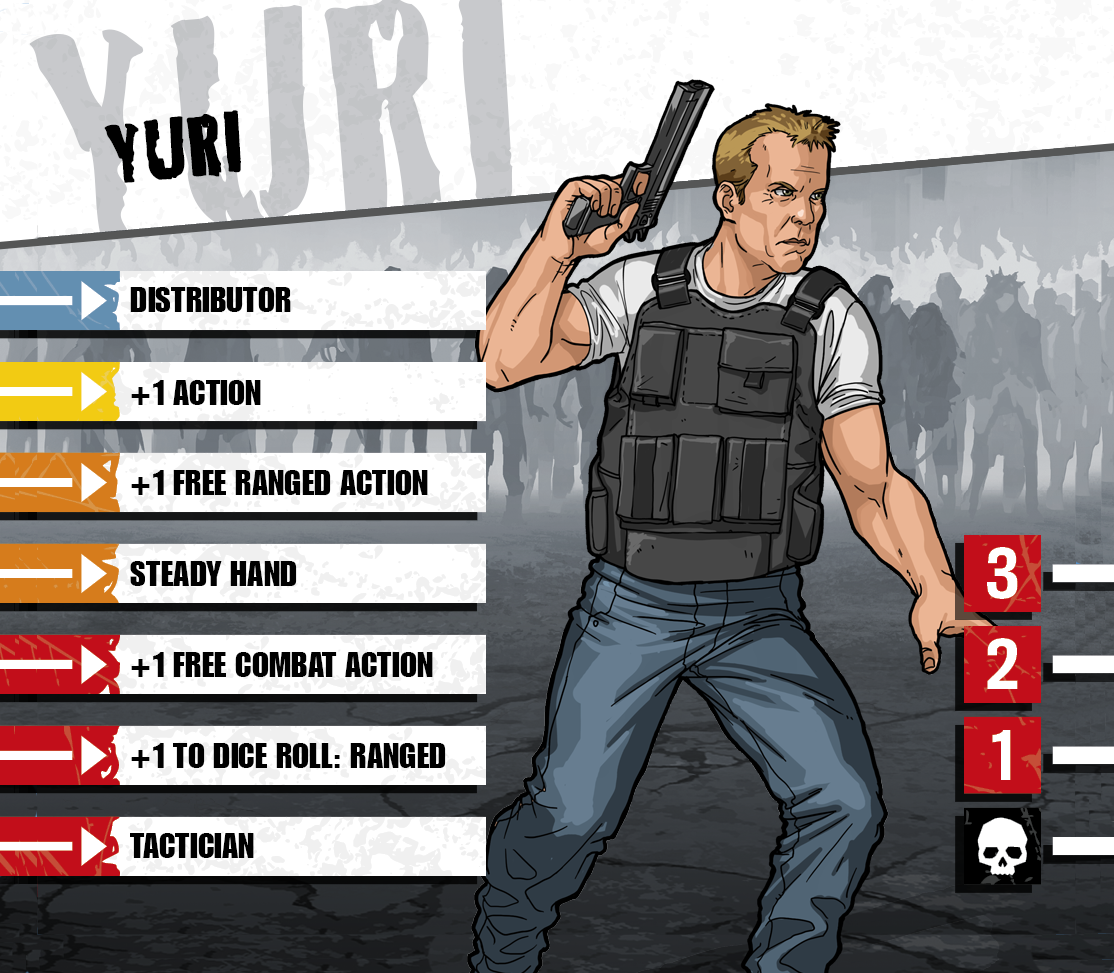 YURI
YURI
DISTRIBUTOR
+1 ACTION
+1 FREE RANGED ACTION
STEADY HAND
+1 FREE COMBAT ACTION
+1 TO DICE ROLL: RANGED
TACTICIAN
3
2
1